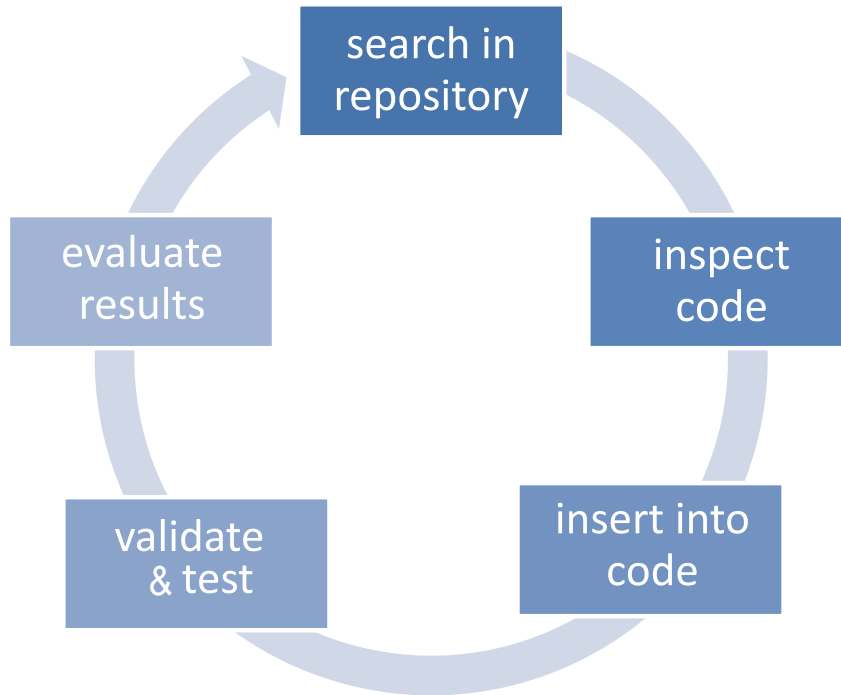 search in
repository
inspect
code
insert into
code
validate
& test
evaluate
results